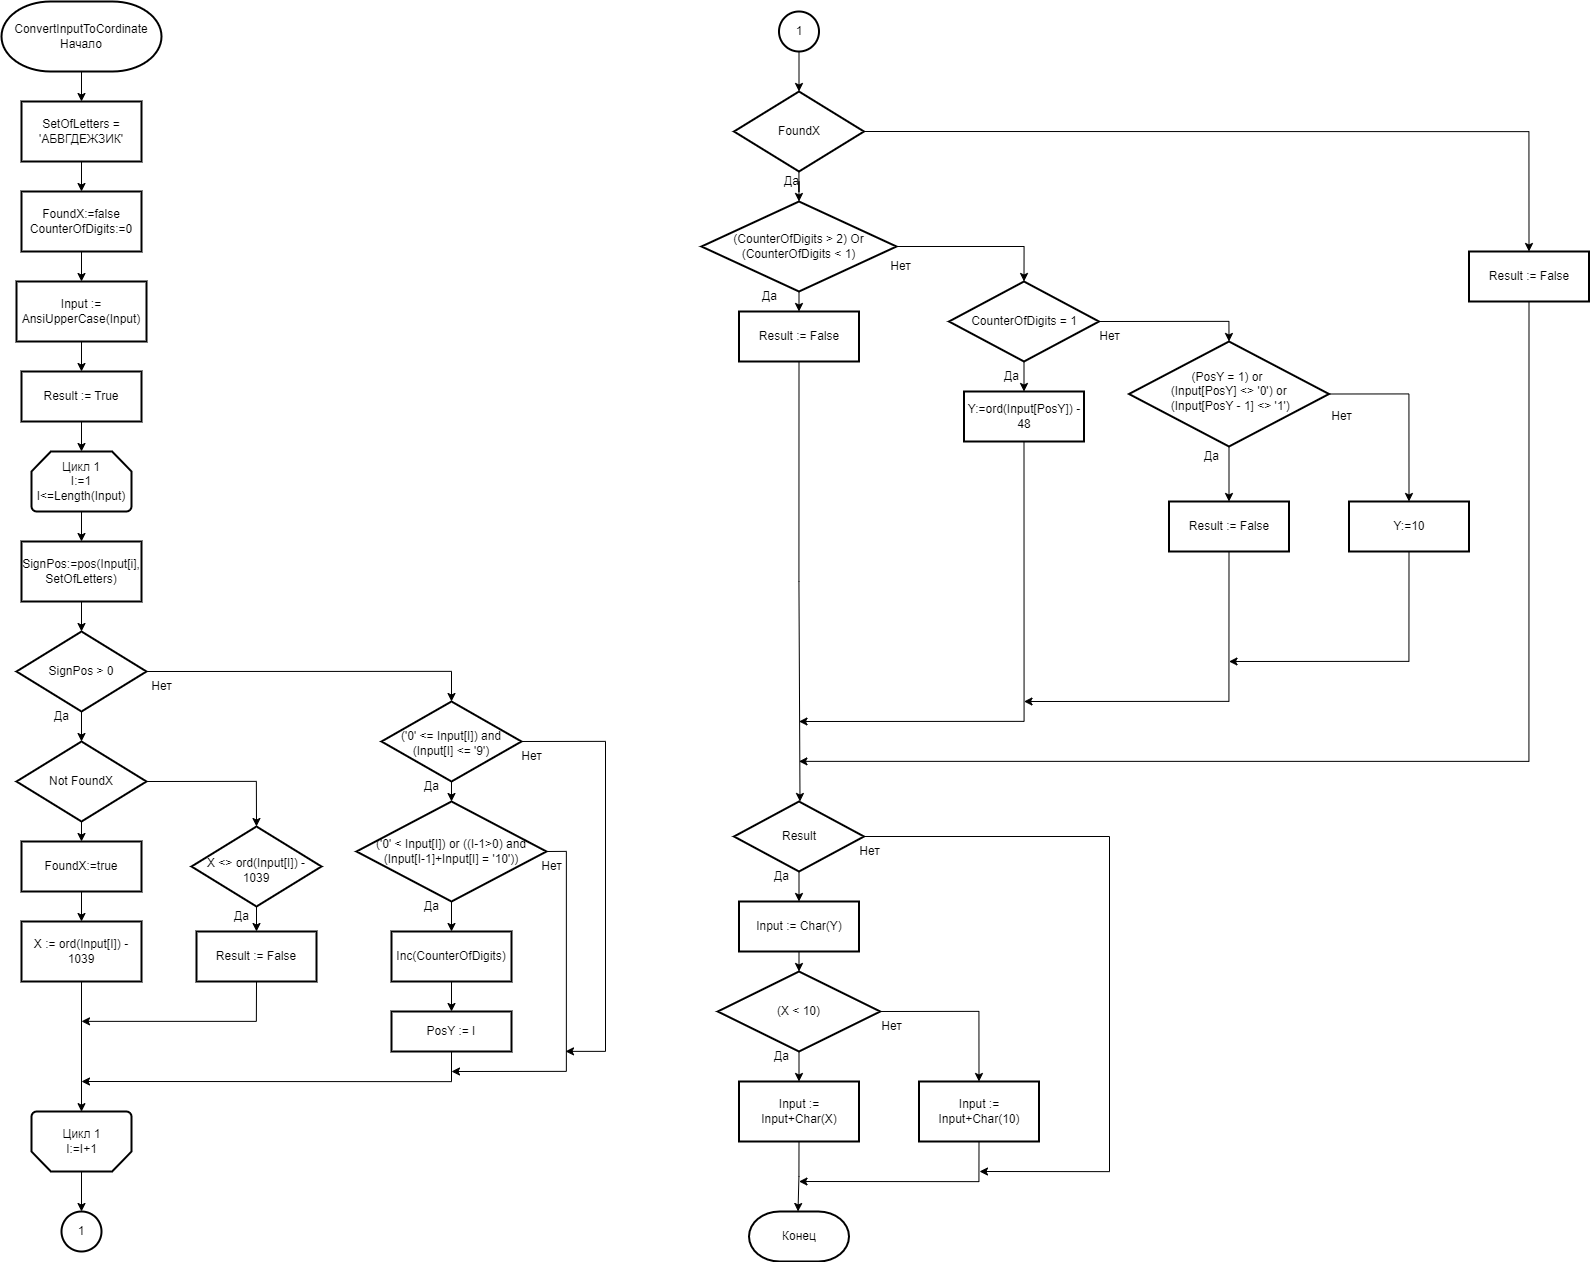 ConvertInputToCordinate
Начало
SetOfLetters =
'АБВГДЕЖЗИК'
FoundX:=false
CounterOfDigits:=0
Input :=
AnsiUpperCase(Input)
Result := True
Цикл 1
I:=1
I<=Length(Input)
SignPos:=pos(Input[i],
SetOfLetters)
SignPos > 0
Нет
Да
Not FoundX
FoundX:=true
X := ord(Input[I]) -
1039
X <> ord(Input[I]) -
1039
Да
Result := False
('0' <= Input[I]) and
(Input[I] <= '9')
Нет
Да
('0' < Input[I]) or ((I-1>0) and
(Input[I-1]+Input[I] = '10'))
Нет
Да
Inc(CounterOfDigits)
PosY := I
Цикл 1
I:=I+1
1
1
FoundX
Да
(CounterOfDigits > 2) Or
(CounterOfDigits < 1)
Нет
Да
Result := False
CounterOfDigits = 1
Нет
Да
Y:=ord(Input[PosY]) -
48
(PosY = 1) or
(Input[PosY] <> '0') or
(Input[PosY - 1] <> '1')
Нет
Да
Result := False
Y:=10
Result := False
Result
Нет
Да
Input := Char(Y)
(X < 10)
Нет
Да
Input :=
Input+Char(X)
Input :=
Input+Char(10)
Конец